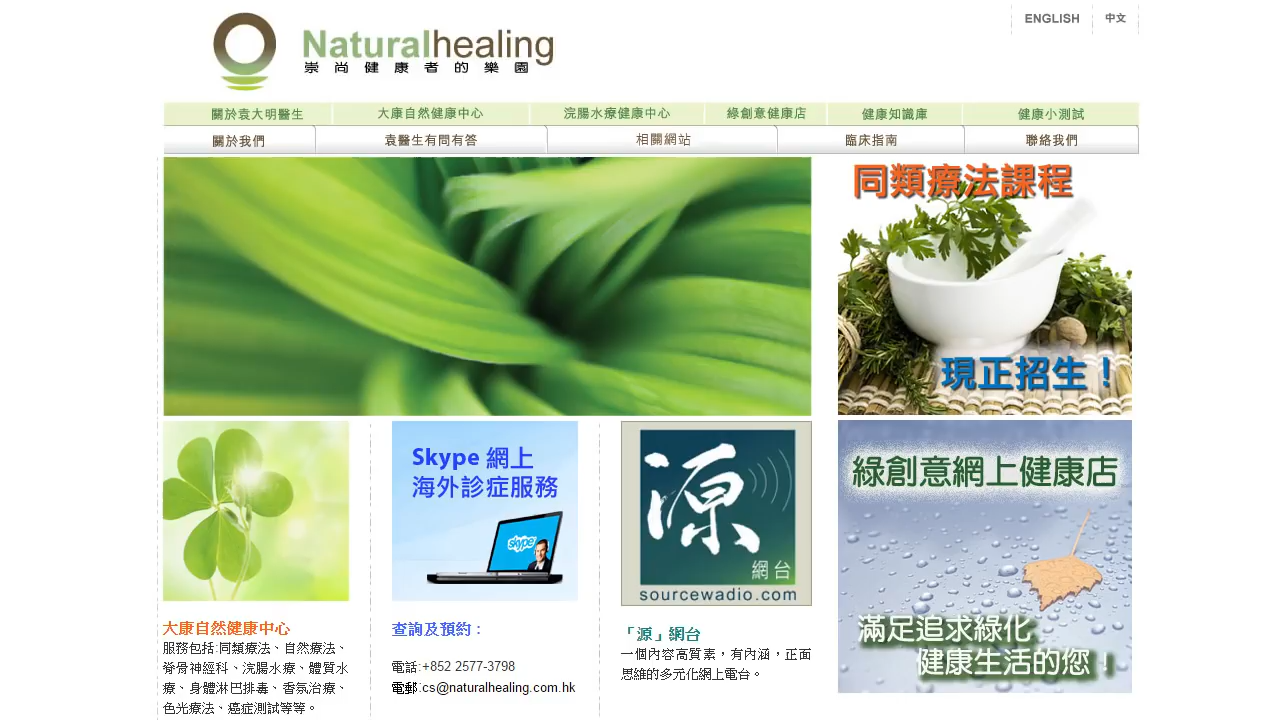 ENGLISH 中文
Naturalhealing
崇尚健康者的樂園
關於袁大明醫生 大康自然健康中心 浣腸水療健康中心 綠創意健康店 健康知識庫 健康小測試
關於我們 袁醫生有問有答 相關網站 臨床指南 聯絡我們
同類療法課程
現正招生！
Skype 網上
海外診症服務
skype
源
網台
sourcewadio.com
綠創意網上健康店
滿足追求綠化
健康生活的您！
大康自然健康中心
服務包括:同類療法、自然療法、
脊骨神經科、浣腸水療、體質水
療、身體淋巴排毒、香氛治療、
色光療法、癌症測試等等。
查詢及預約：
電話:+852 2577-3798
電郵:cs@naturalhealing.com.hk
「源」網台
一個內容高質素，有內涵，正面
思維的多元化網上電台。